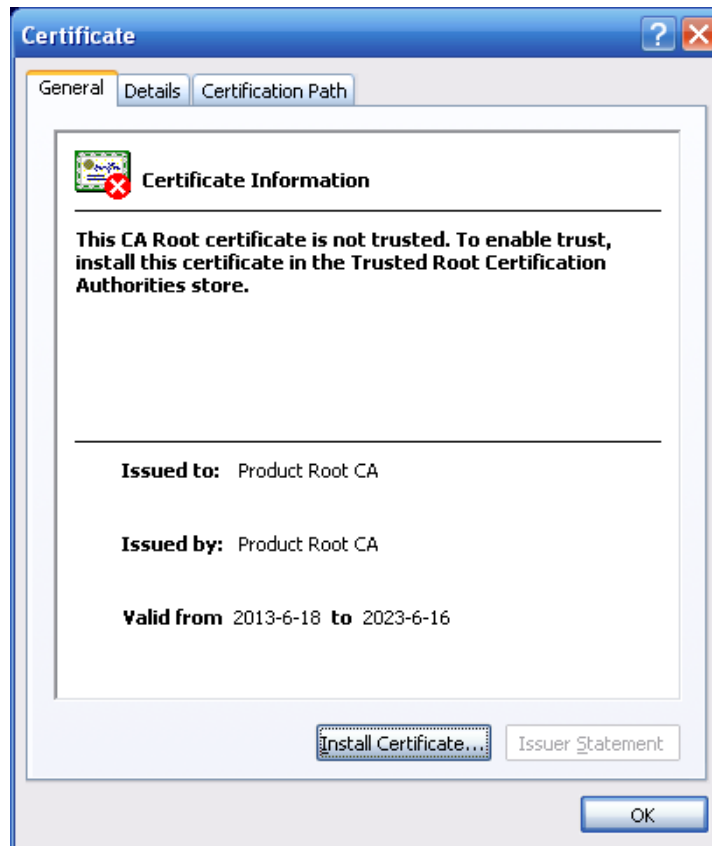 Certificate
General Details Certification Path
Certificate Information
This CA Root certificate is not trusted. To enable trust,
install this certificate in the Trusted Root Certification
Authorities store.
Issued to: Product Root CA
Issued by: Product Root CA
Valid from 2013-6-18 to 2023-6-16
Install Certificate... Issuer Statement
OK